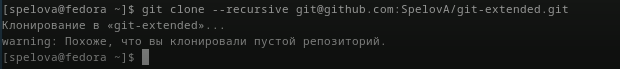 [spelova@fedora ~]$ git clone --recursive git@github.com:SpelovA/git-extended.git
Клонирование в «git-extended»...
warning: Похоже, что вы клонировали пустой репозиторий.
[spelova@fedora ~]$